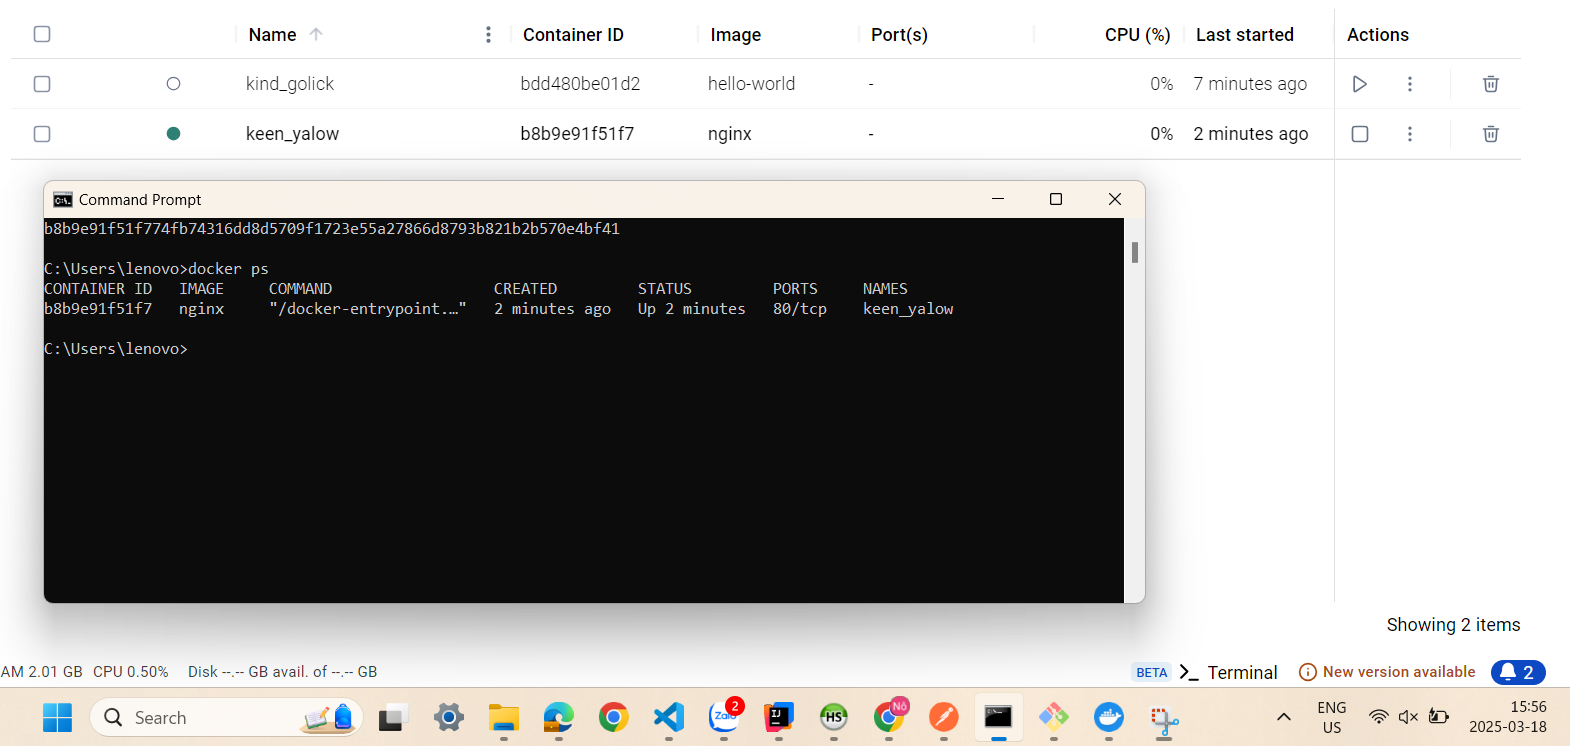 Name Container ID Image Port(s) CPU (%) Last started Actions
kind_golick bdd480be01d2 hello-world - 0% 7 minutes ago
keen_yalow b8b9e91f51f7 nginx - 0% 2 minutes ago
Command Prompt
b8b9e91f51f774fb74316dd8d5709f1723e55a27866d8793b821b2b570e4bf41
C:\Users\lenovo>docker ps
CONTAINER ID IMAGE COMMAND CREATED STATUS PORTS NAMES
b8b9e91f51f7 nginx "/docker-entrypoint.…" 2 minutes ago Up 2 minutes 80/tcp keen_yalow
C:\Users\lenovo>
Showing 2 items
AM 2.01 GB CPU 0.50% Disk --.-- GB avail. of --.-- GB BETA Terminal New version available 2
Search Zalo 2 IJ HS Nô ENG US 15:56
2025-03-18